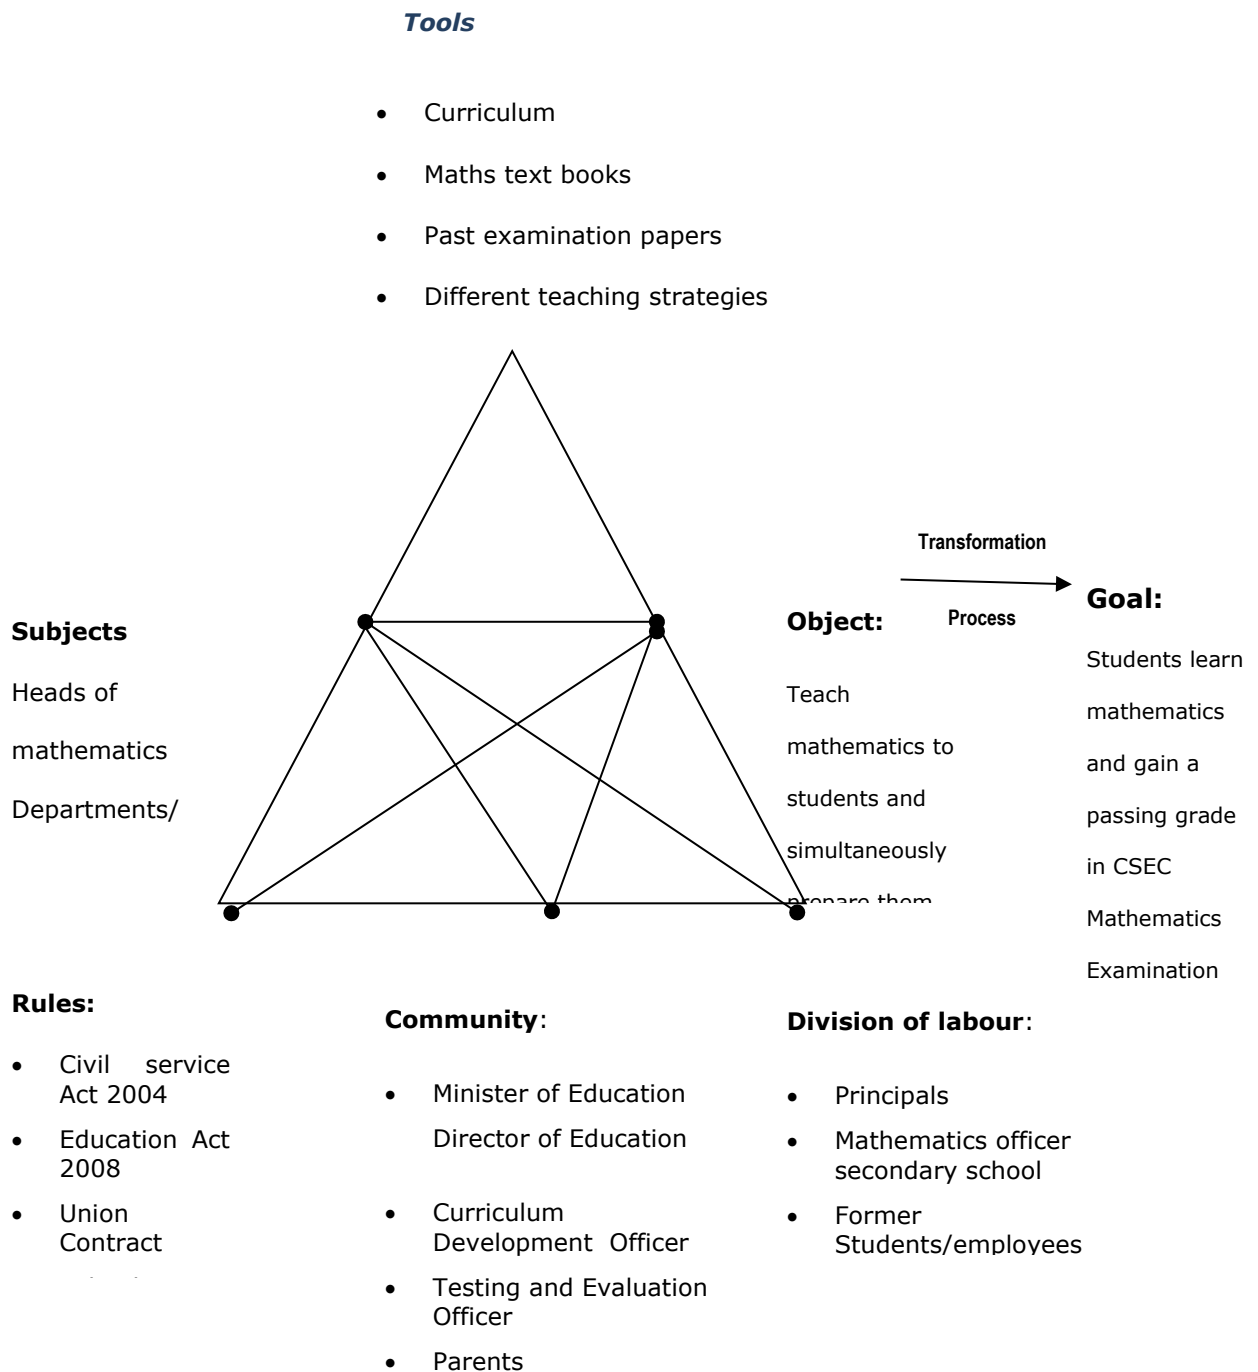 Tools
• Curriculum
• Maths text books
• Past examination papers
• Different teaching strategies
Transformation
Process
Subjects
Heads of
mathematics
Departments/
Object:
Teach
mathematics to
students and
simultaneously
prepare them
Goal:
Students learn
mathematics
and gain a
passing grade
in CSEC
Mathematics
Examination
Rules:
• Civil service
Act 2004
• Education Act
2008
• Union
Contract
Community:
• Minister of Education
Director of Education
• Curriculum
Development Officer
• Testing and Evaluation
Officer
• Parents
Division of labour:
• Principals
• Mathematics officer
secondary school
• Former
Students/employees